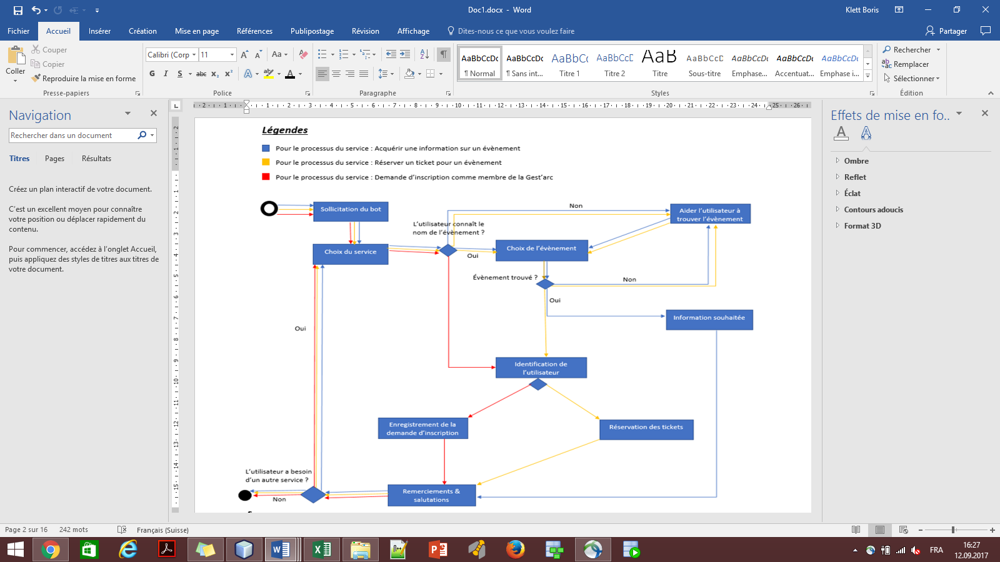 Doc1.docx - Word
Klett Boris
Fichier
Accueil
Insérer
Création
Mise en page
Références
Publipostage
Révision
Affichage
Dites-nous ce que vous voulez faire
Partager
Coller
Couper
Copier
Reproduire la mise en forme
Presse-papiers
Calibri (Corp
11
Aa
G I S abc x₂ x²
Police
Paragraphe
AaBbCcDc
¶ Normal
AaBbCcDc
¶ Sans int...
AaBbCc
Titre 1
AaBbCcD
Titre 2
AaB
Titre
AaBbCcD
Sous-titre
AaBbCcDc
Emphase...
AaBbCcDc
Accentuat...
AaBbCcDc
Emphase i...
Styles
Rechercher
Remplacer
Sélectionner
Édition
Navigation
Rechercher dans un document
Titres
Pages
Résultats
Créez un plan interactif de votre document.
C'est un excellent moyen pour connaître
votre position ou déplacer rapidement du
contenu.
Pour commencer, accédez à l'onglet Accueil,
puis appliquez des styles de titres aux titres de
votre document.
Légendes
Pour le processus du service : Acquérir une information sur un évènement
Pour le processus du service : Réserver un ticket pour un évènement
Pour le processus du service : Demande d'inscription comme membre de la Gest'arc
Sollicitation du bot
Non
Aider l'utilisateur à
trouver l'évènement
L'utilisateur connaît le
nom de l'évènement ?
Choix du service
Oui
Choix de l'évènement
Évènement trouvé ?
Non
Oui
Information souhaitée
Oui
Identification de
l'utilisateur
Enregistrement de la
demande d'inscription
Réservation des tickets
L'utilisateur a besoin
d'un autre service ?
Non
Remerciements &
salutations
Effets de mise en fo..
Ombre
Reflet
Éclat
Contours adoucis
Format 3D
Page 2 sur 16
242 mots
Français (Suisse)
FRA
16:27
12.09.2017